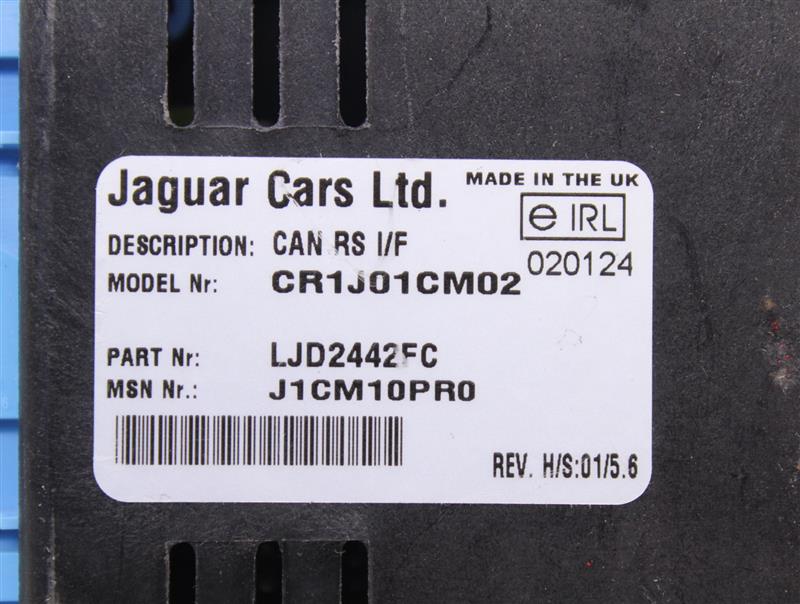 Jaguar Cars Ltd. MADE IN THE UK
e IRL
DESCRIPTION: CAN RS I/F
020124
MODEL Nr: CR1J01CM02
PART Nr: LJD2442FC
MSN Nr.: J1CM10PR0
REV. H/S:01/5.6